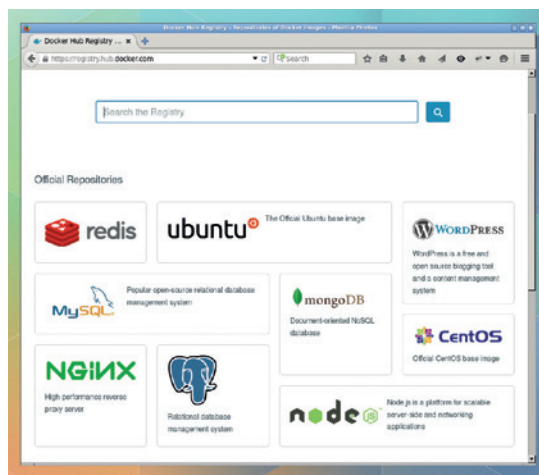 Docker Hub Registry - Repositories of Docker Images - Mozilla Firefox
Docker Hub Registry ... ×
https://registry.hub.docker.com
Search
Search the Registry
Official Repositories
redis
ubuntu
The Official Ubuntu base image
WORDPRESS
WordPress is a free and
open source blogging tool
and a content management
system
MySQL
Popular open-source relational database
management system
mongoDB
Document-oriented NoSQL
database
CentOS
Official CentOS base image
NGINX
High performance reverse
proxy server
Relational database
management system
node JS
Node.js is a platform for scalable
server-side and networking
applications